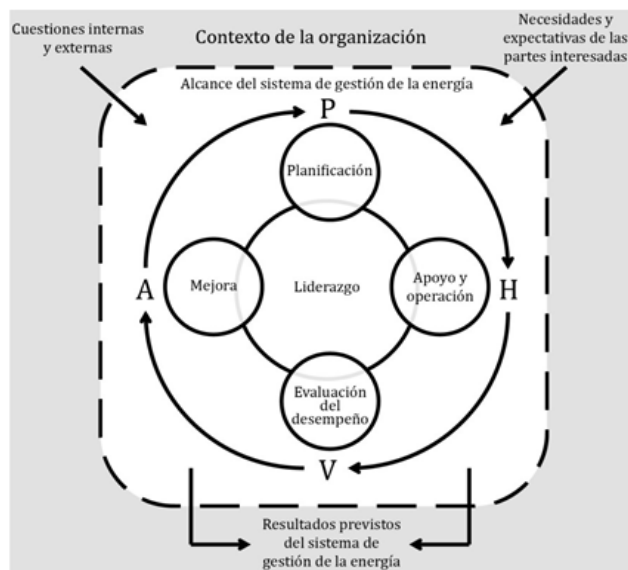 Cuestiones internas
y externas
Contexto de la organización
Necesidades y
expectativas de las
partes interesadas
Alcance del sistema de gestión de la energía
P
Planificación
A
Mejora
Liderazgo
Apoyo y
operación
H
Evaluación
del
desempeño
V
Resultados previstos
del sistema de
gestión de la energía